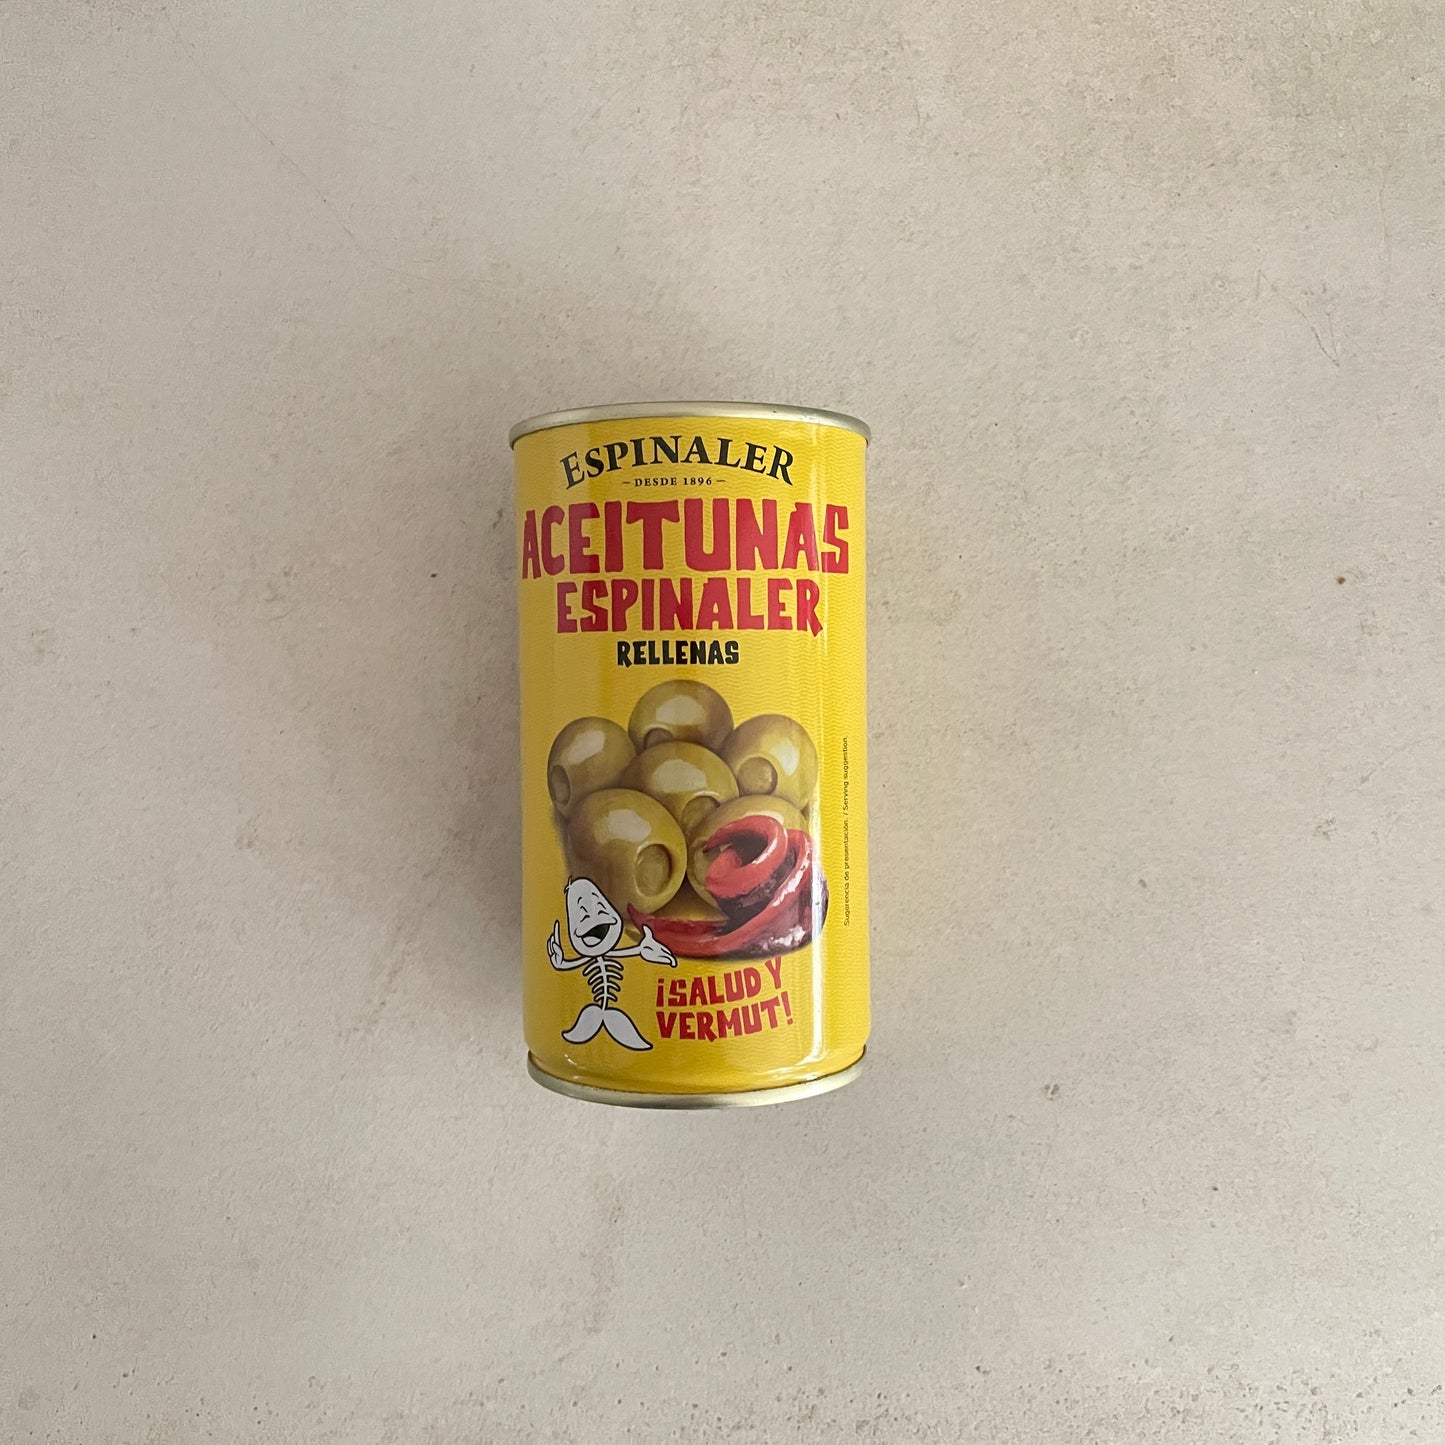 ESPINALER
– DESDE 1896 –
ACEITUNAS
ESPINALER
RELLENAS
Sugerencia de presentación. / Serving suggestion.
¡SALUD Y
VERMUT!